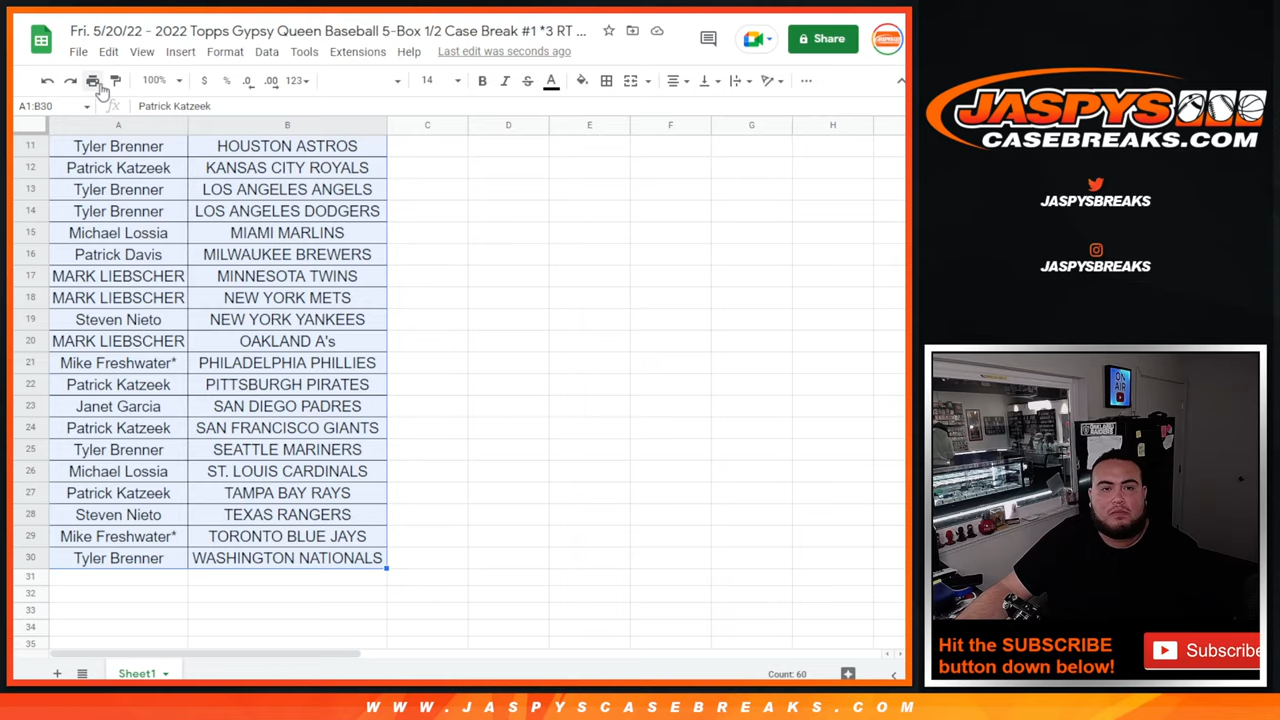 Fri. 5/20/22 - 2022 Topps Gypsy Queen Baseball 5-Box 1/2 Case Break #1 *3 RT ...
Share
File Edit View Insert Format Data Tools Extensions Help Last edit was seconds ago
100% $ % .0 .00 123 14 B I S A
A1:B30 fx Patrick Katzeek
A B C D E F G H
11 Tyler Brenner HOUSTON ASTROS
12 Patrick Katzeek KANSAS CITY ROYALS
13 Tyler Brenner LOS ANGELES ANGELS
14 Tyler Brenner LOS ANGELES DODGERS
15 Michael Lossia MIAMI MARLINS
16 Patrick Davis MILWAUKEE BREWERS
17 MARK LIEBSCHER MINNESOTA TWINS
18 MARK LIEBSCHER NEW YORK METS
19 Steven Nieto NEW YORK YANKEES
20 MARK LIEBSCHER OAKLAND A's
21 Mike Freshwater* PHILADELPHIA PHILLIES
22 Patrick Katzeek PITTSBURGH PIRATES
23 Janet Garcia SAN DIEGO PADRES
24 Patrick Katzeek SAN FRANCISCO GIANTS
25 Tyler Brenner SEATTLE MARINERS
26 Michael Lossia ST. LOUIS CARDINALS
27 Patrick Katzeek TAMPA BAY RAYS
28 Steven Nieto TEXAS RANGERS
29 Mike Freshwater* TORONTO BLUE JAYS
30 Tyler Brenner WASHINGTON NATIONALS
31
32
33
34
35
Sheet1
Count: 60
JASPYS
CASEBREAKS.COM
JASPYSBREAKS
JASPYSBREAKS
ON
AIR
Hit the SUBSCRIBE
button down below!
Subscribe
WWW.JASPYSCASEBREAKS.COM